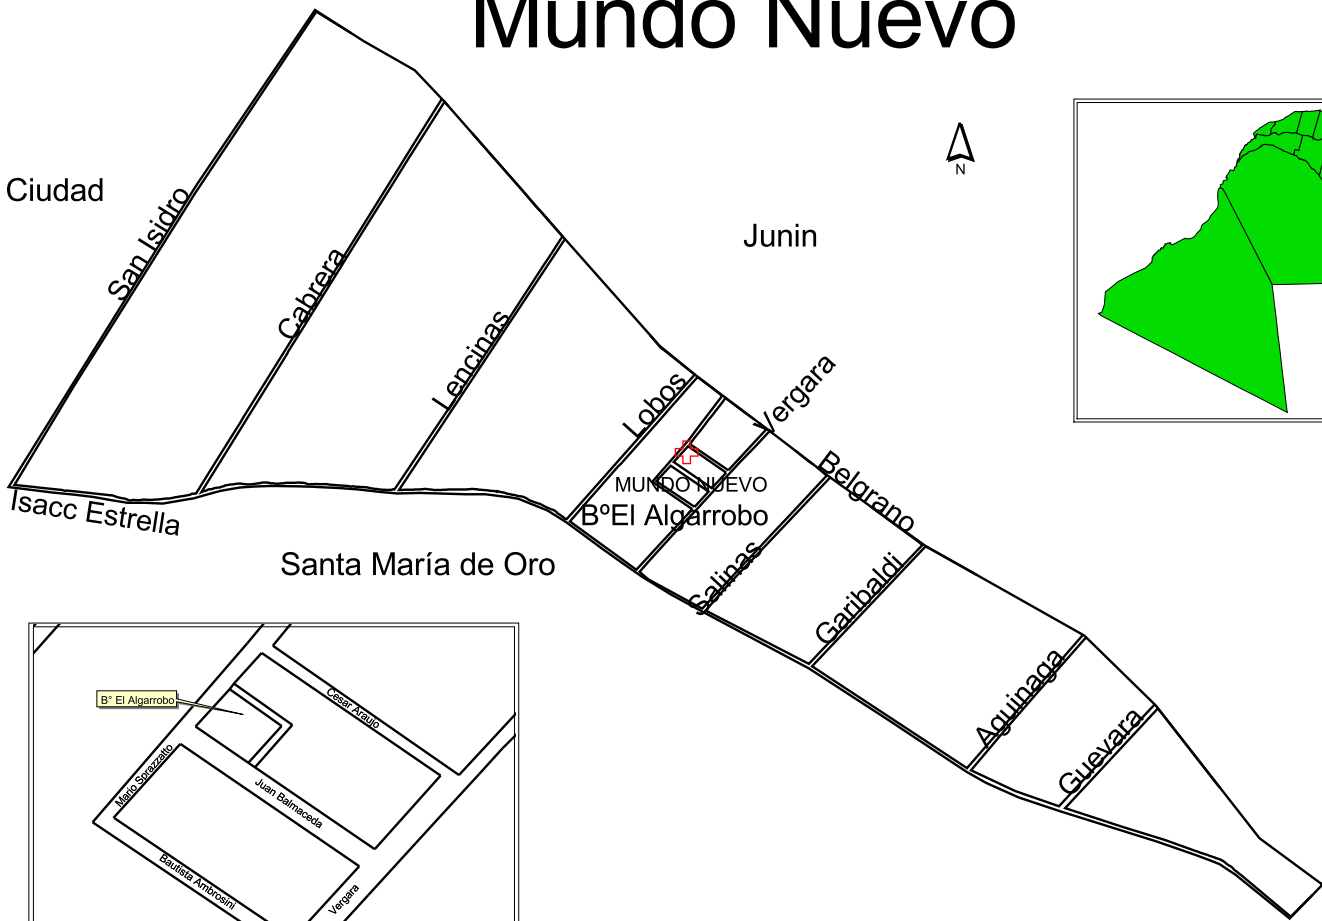 Mundo Nuevo
Ciudad
San Isidro
Cabrera
Lencinas
Junin
N
Lobos
Vergara
MUNDO NUEVO
BºEl Algarrobo
Belgrano
Isacc Estrella
Santa María de Oro
Salinas
Garibaldi
Aguinaga
Guevara
B° El Algarrobo
Cesar Araujo
Mario Sprazzatto
Juan Balmaceda
Bautista Ambrosini
Vergara